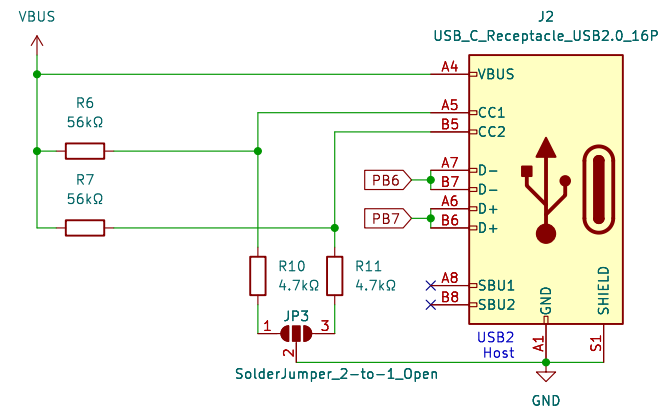 VBUS
J2
USB_C_Receptacle_USB2.0_16P
A4
VBUS
R6
56kΩ
A5
CC1
B5
CC2
R7
56kΩ
A7
D-
PB6
B7
D-
A6
D+
PB7
B6
D+
R10
4.7kΩ
R11
4.7kΩ
A8
SBU1
B8
SBU2
GND
SHIELD
JP3
1
3
2
USB2
Host
A1
S1
SolderJumper_2-to-1_Open
GND